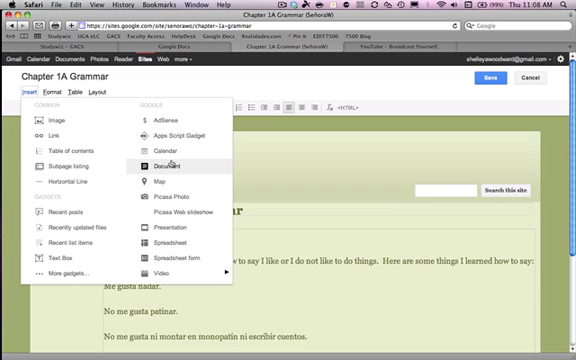 Safari File Edit View History Bookmarks Window Help Thu 11:08 AM
Chapter 1A Grammar (SeñoraW)
https://sites.google.com/site/senorawo/chapter-1a-grammar
Google
Studywiz UGA eLC GACS Faculty Access HelpDesk Dropbox Realidades.com Pin It EDIT7500 EDIT7520
Studywiz : GACS
Google Docs
Chapter 1A Grammar (SeñoraW)
YouTube - Broadcast Yourself.
Gmail Calendar Documents Photos Reader Sites Web more
shelleyawoodward@gmail.com
Chapter 1A Grammar
Save Cancel
Insert Format Table Layout
<HTML>
COMMON
Image
Link
Table of contents
Subpage listing
Horizontal Line
GADGETS
Recent posts
Recently updated files
Recent list items
Text Box
More gadgets...
GOOGLE
AdSense
Apps Script Gadget
Calendar
Document
Map
Picasa Photo
Picasa Web slideshow
Presentation
Spreadsheet
Spreadsheet form
Video
Search this site
to say I like or I do not like to do things. Here are some things I learned how to say:
Me gusta nadar.
No me gusta patinar.
No me gusta ni montar en monopatín ni escribir cuentos.